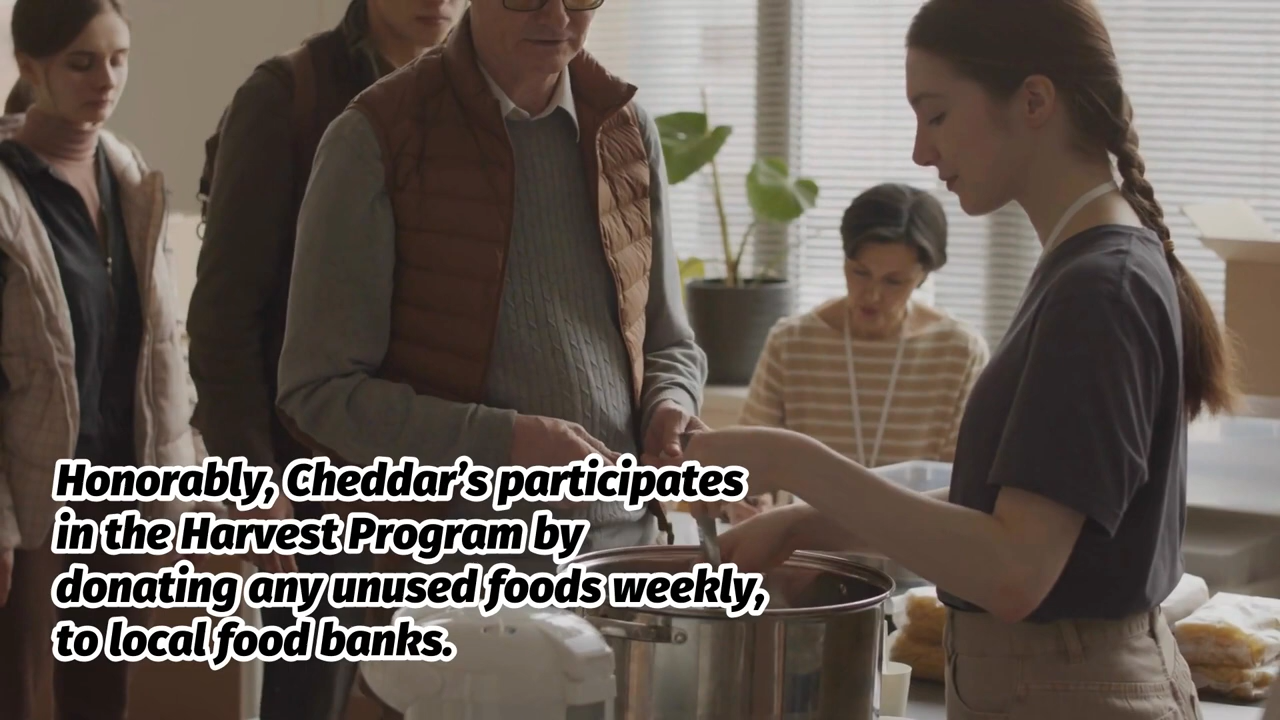 Honorably, Cheddar’s participates
in the Harvest Program by
donating any unused foods weekly,
to local food banks.